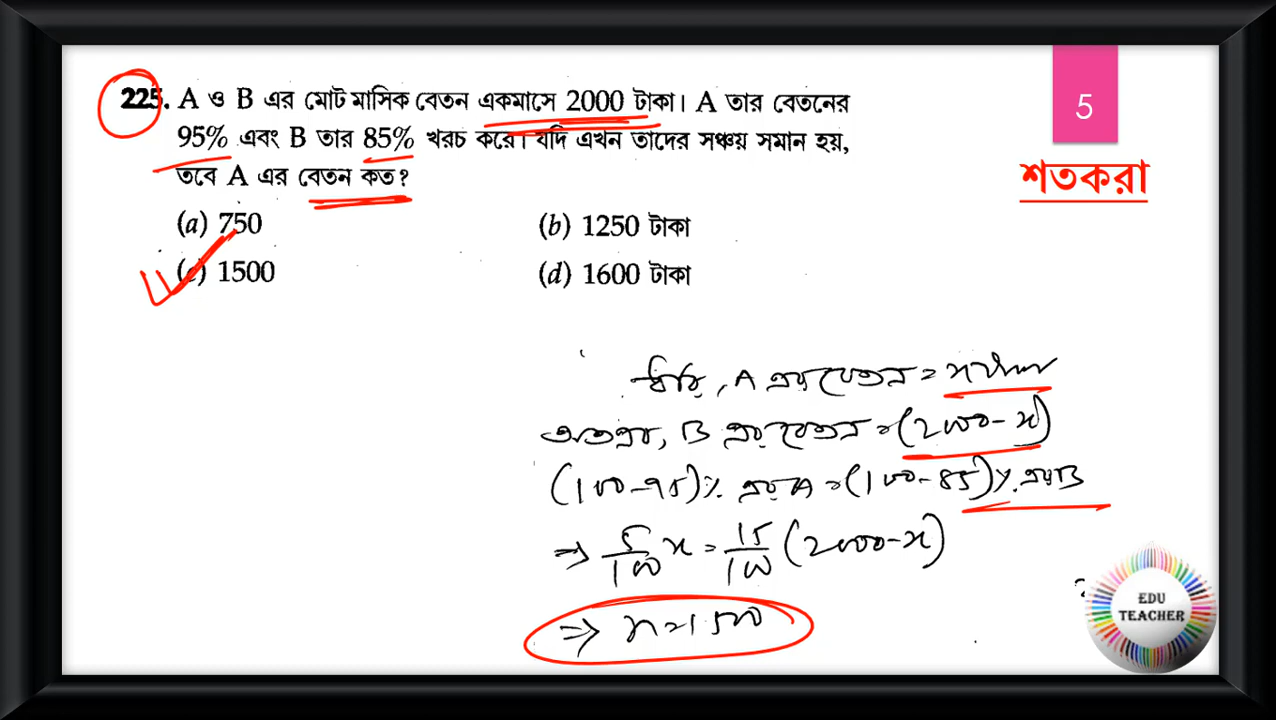 225. A ও B এর মোট মাসিক বেতন একমাসে 2000 টাকা। A তার বেতনের
95% এবং B তার 85% খরচ করে। যদি এখন তাদের সঞ্চয় সমান হয়,
তবে A এর বেতন কত?
(a) 750
(b) 1250 টাকা
(c) 1500
(d) 1600 টাকা
5
শতকরা
ধরি, A এর বেতন =
অতএব, B এর বেতন = (2000 - x)
(100-95)% এর A = (100-85)% এর B
⇒ 5/100 x = 15/100 (2000-x)
⇒ x = 1500
EDU
TEACHER